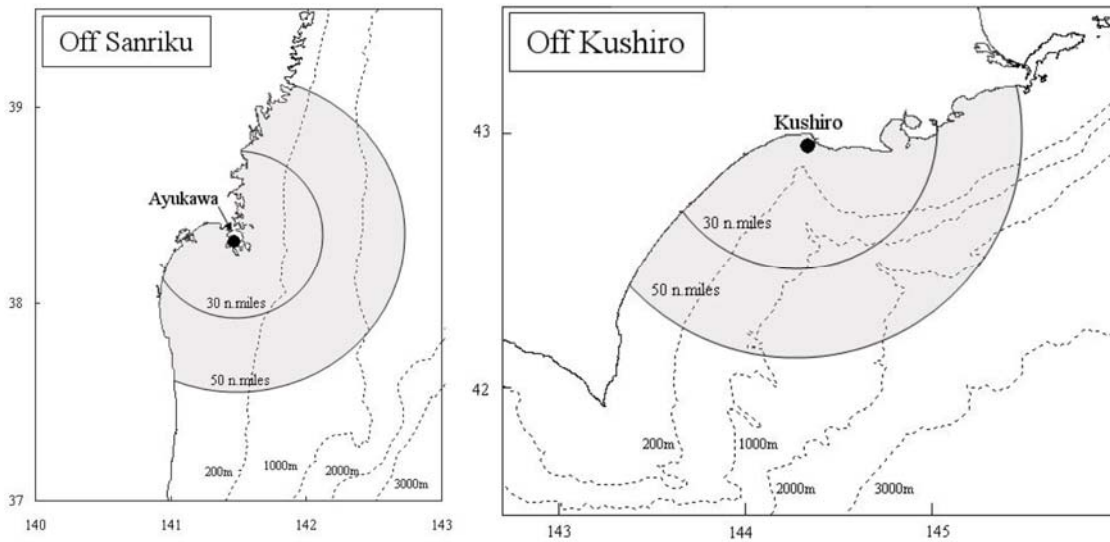 Off Sanriku
39
38
37
140
141
142
143
Ayukawa
30 n.miles
50 n.miles
200m
1000m
2000m
3000m
Off Kushiro
43
42
143
144
145
Kushiro
30 n.miles
50 n.miles
200m
1000m
2000m
3000m